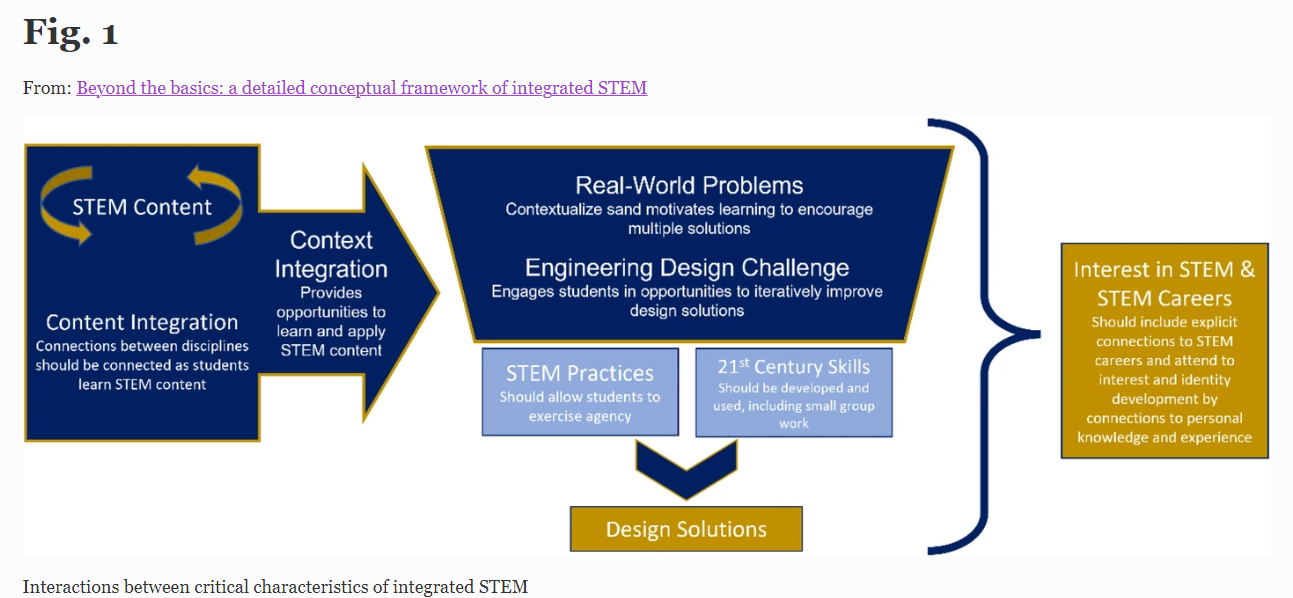 Fig. 1
From: Beyond the basics: a detailed conceptual framework of integrated STEM
STEM Content
Content Integration
Connections between disciplines
should be connected as students
learn STEM content
Context
Integration
Provides
opportunities to
learn and apply
STEM content
Real-World Problems
Contextualize sand motivates learning to encourage
multiple solutions
Engineering Design Challenge
Engages students in opportunities to iteratively improve
design solutions
STEM Practices
Should allow students to
exercise agency
21st Century Skills
Should be developed and
used, including small group
work
Design Solutions
Interest in STEM &
STEM Careers
Should include explicit
connections to STEM
careers and attend to
interest and identity
development by
connections to personal
knowledge and experience
Interactions between critical characteristics of integrated STEM